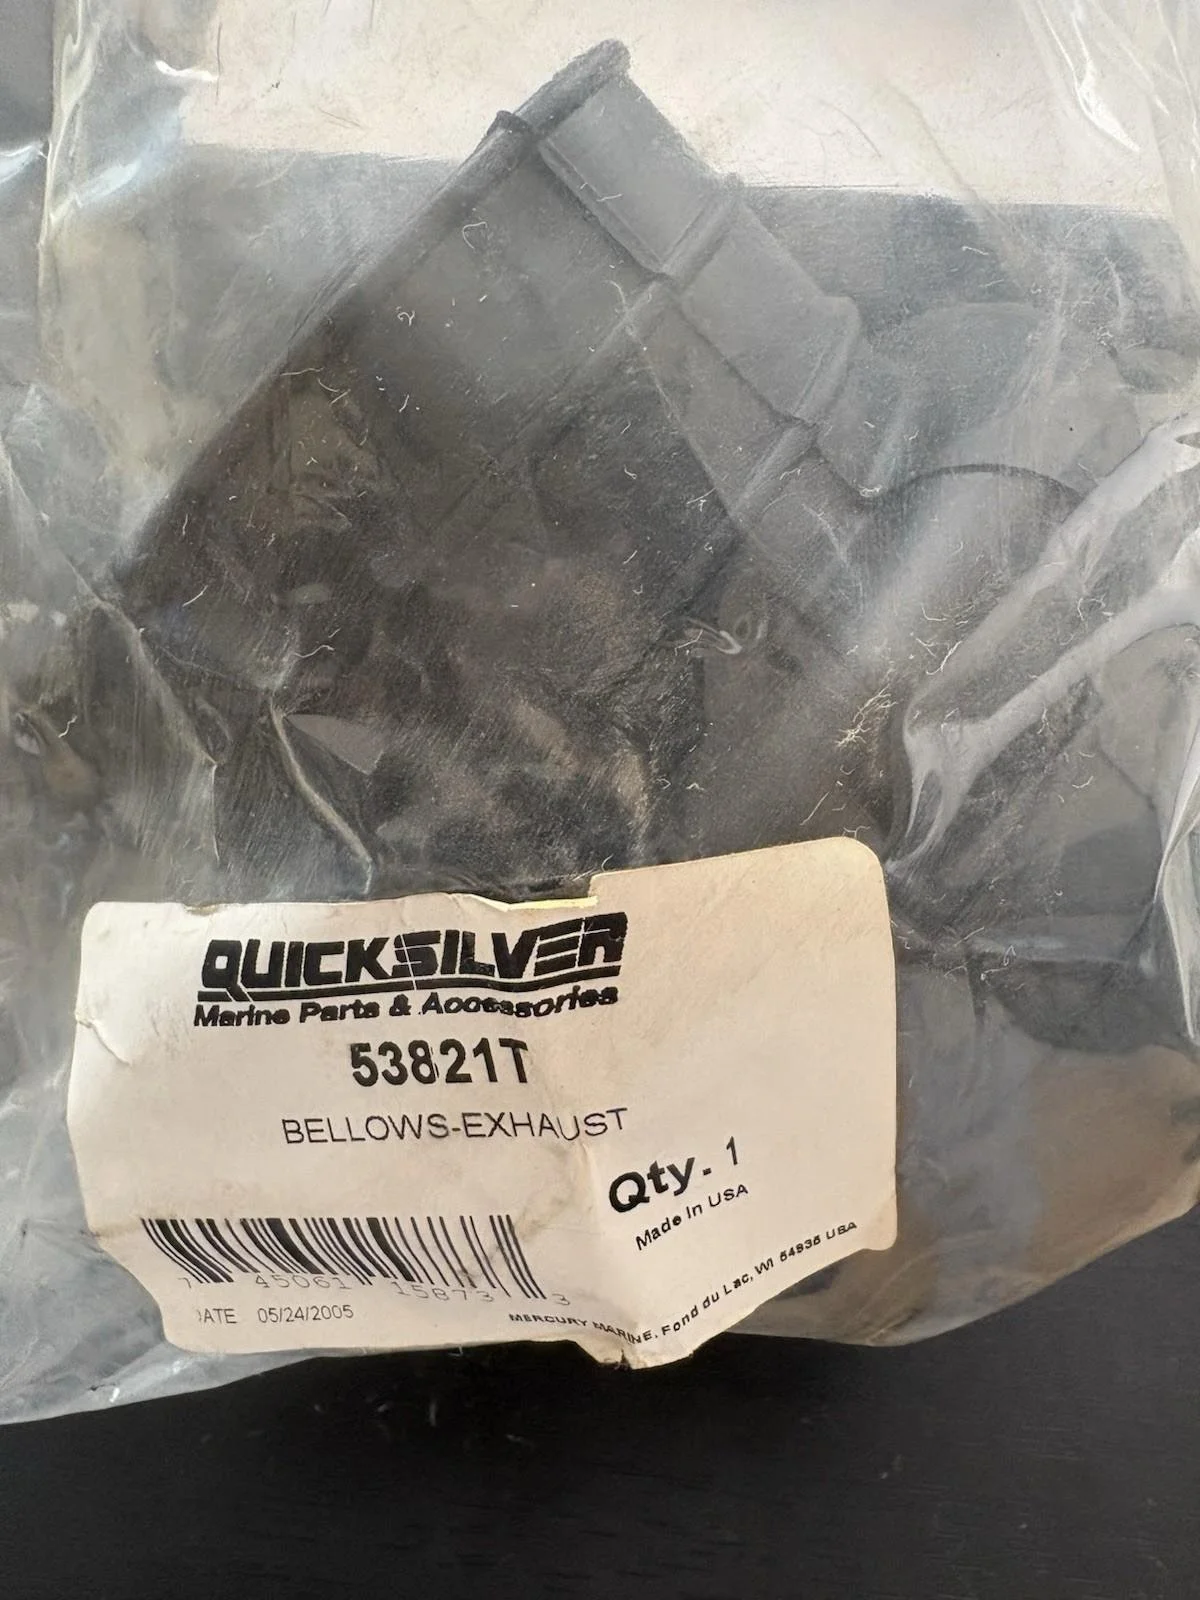 QUICKSILVER
Marine Parts & Accessories
53821T
BELLOWS-EXHAUST
Qty. 1
Made In USA
7 45061 15873 3
DATE 05/24/2005
MERCURY MARINE, Fond du Lac, WI 54935 USA